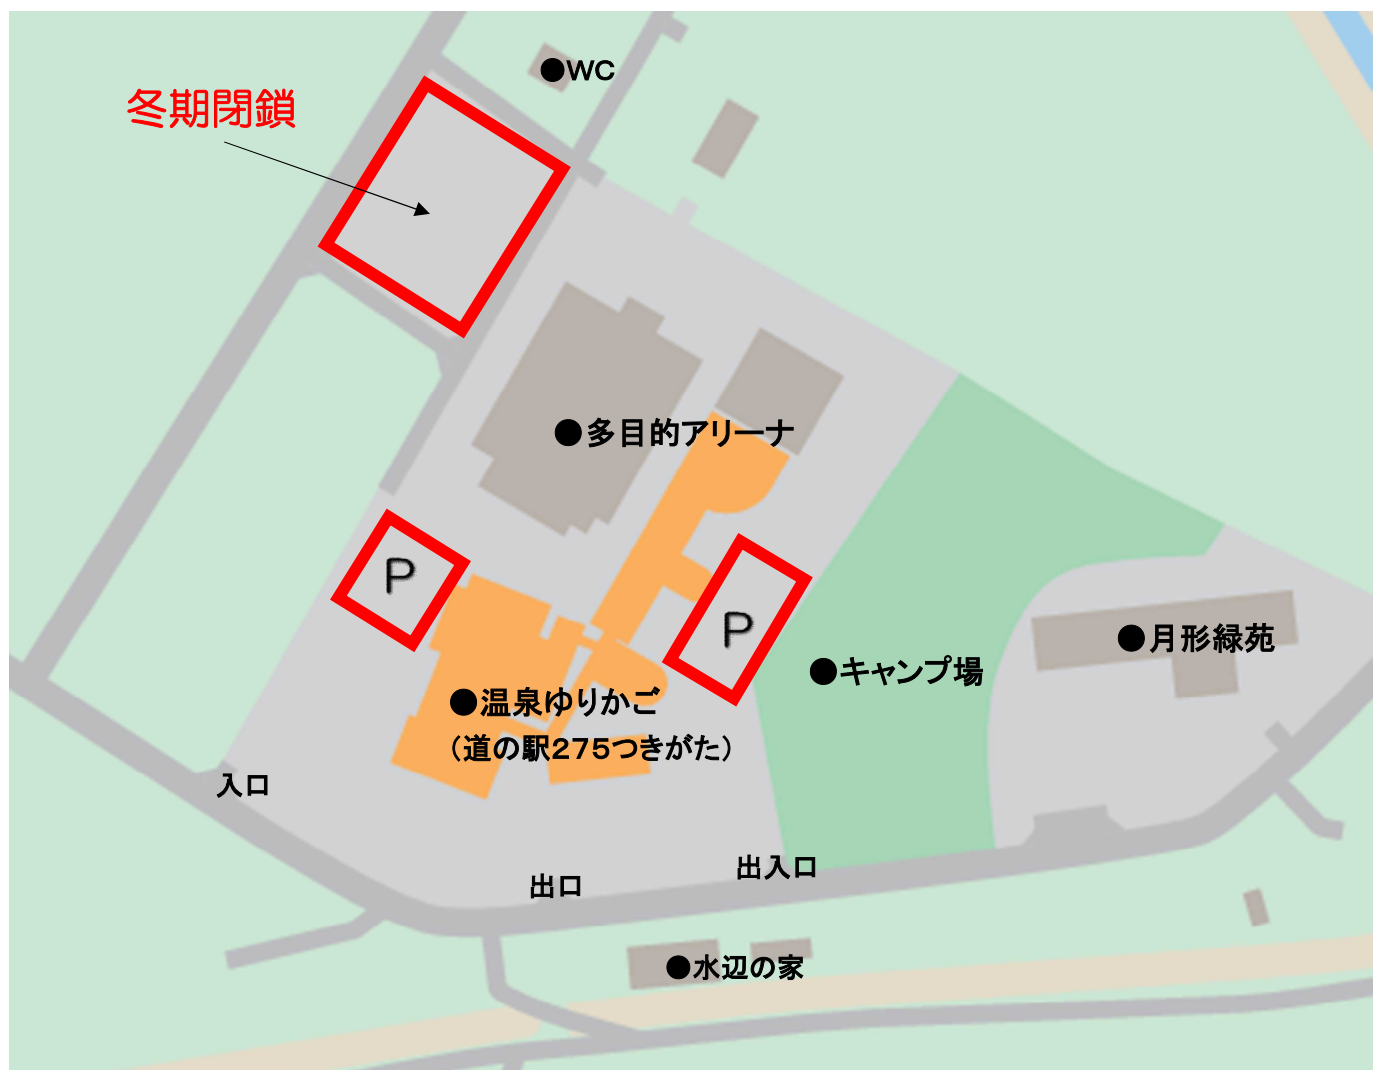 ●WC
冬期閉鎖
●多目的アリーナ
P
P
●月形緑苑
●キャンプ場
●温泉ゆりかご
（道の駅275つきがた）
入口
出入口
出口
●水辺の家